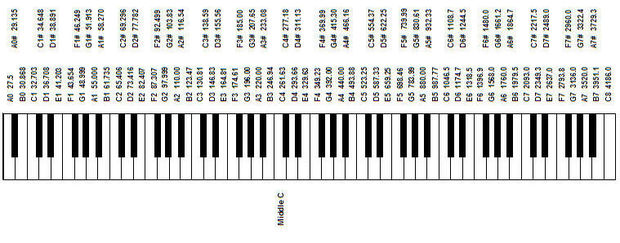 A0# 29.135
C1# 34.648
D1# 38.891
F1# 46.249
G1# 51.913
A1# 58.270
C2# 69.296
D2# 77.782
F2# 92.499
G2# 103.83
A2# 116.54
C3# 138.59
D3# 155.56
F3# 185.00
G3# 207.65
A3# 233.08
C4# 277.18
D4# 311.13
F4# 369.99
G4# 415.30
A4# 466.16
C5# 554.37
D5# 622.25
F5# 739.99
G5# 830.61
A5# 932.33
C6# 1108.7
D6# 1244.5
F6# 1480.0
G6# 1661.2
A6# 1864.7
C7# 2217.5
D7# 2489.0
F7# 2960.0
G7# 3322.4
A7# 3729.3
A0 27.5
B0 30.868
C1 32.703
D1 36.708
E1 41.203
F1 43.654
G1 48.999
A1 55.000
B1 61.735
C2 65.406
D2 73.416
E2 82.407
F2 87.307
G2 97.999
A2 110.00
B2 123.47
C3 130.81
D3 146.83
E3 164.81
F3 174.61
G3 196.00
A3 220.00
B3 246.94
C4 261.63
D4 293.66
E4 329.63
F4 349.23
G4 392.00
A4 440.00
B4 493.88
C5 523.25
D5 587.33
E5 659.25
F5 698.46
G5 783.99
A5 880.00
B5 987.77
C6 1046.5
D6 1174.7
E6 1318.5
F6 1396.9
G6 1568.0
A6 1760.0
B6 1979.5
C7 2093.0
D7 2349.3
E7 2637.0
F7 2793.8
G7 3136.0
A7 3520.0
B7 3951.1
C8 4186.0
Middle C